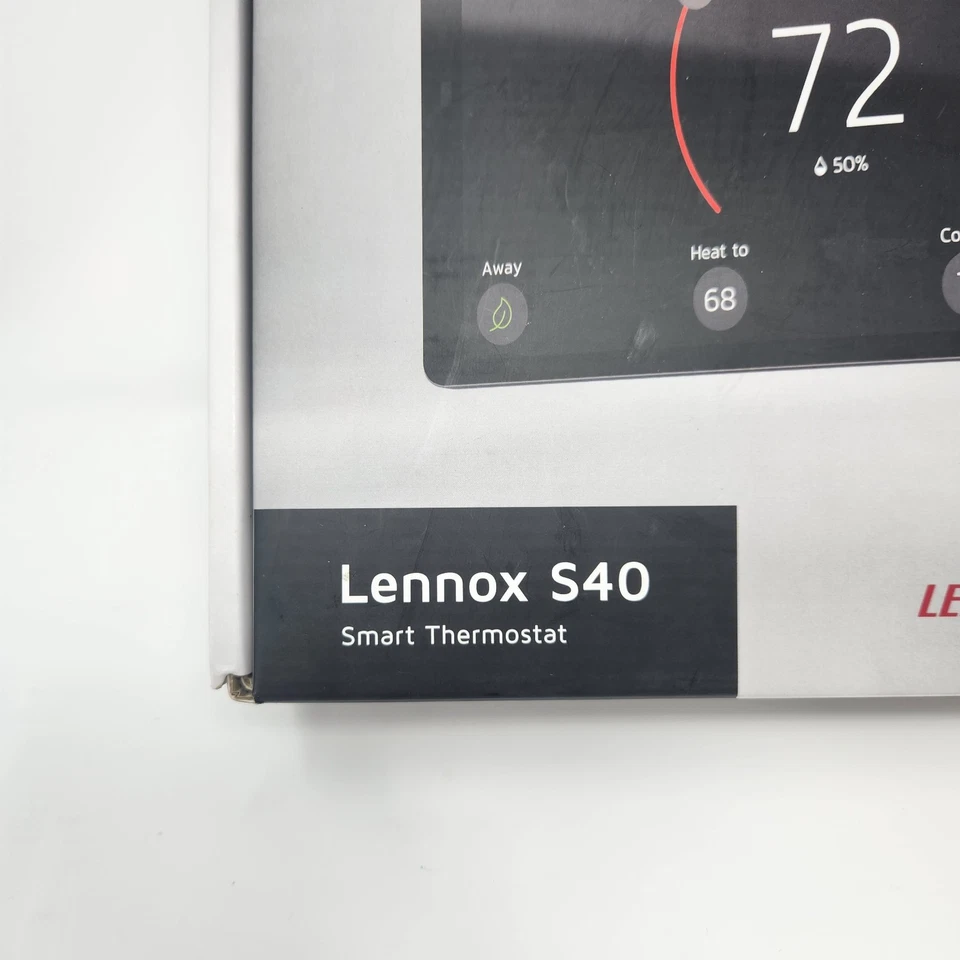 72
50%
Away
Heat to
68
Lennox S40
Smart Thermostat